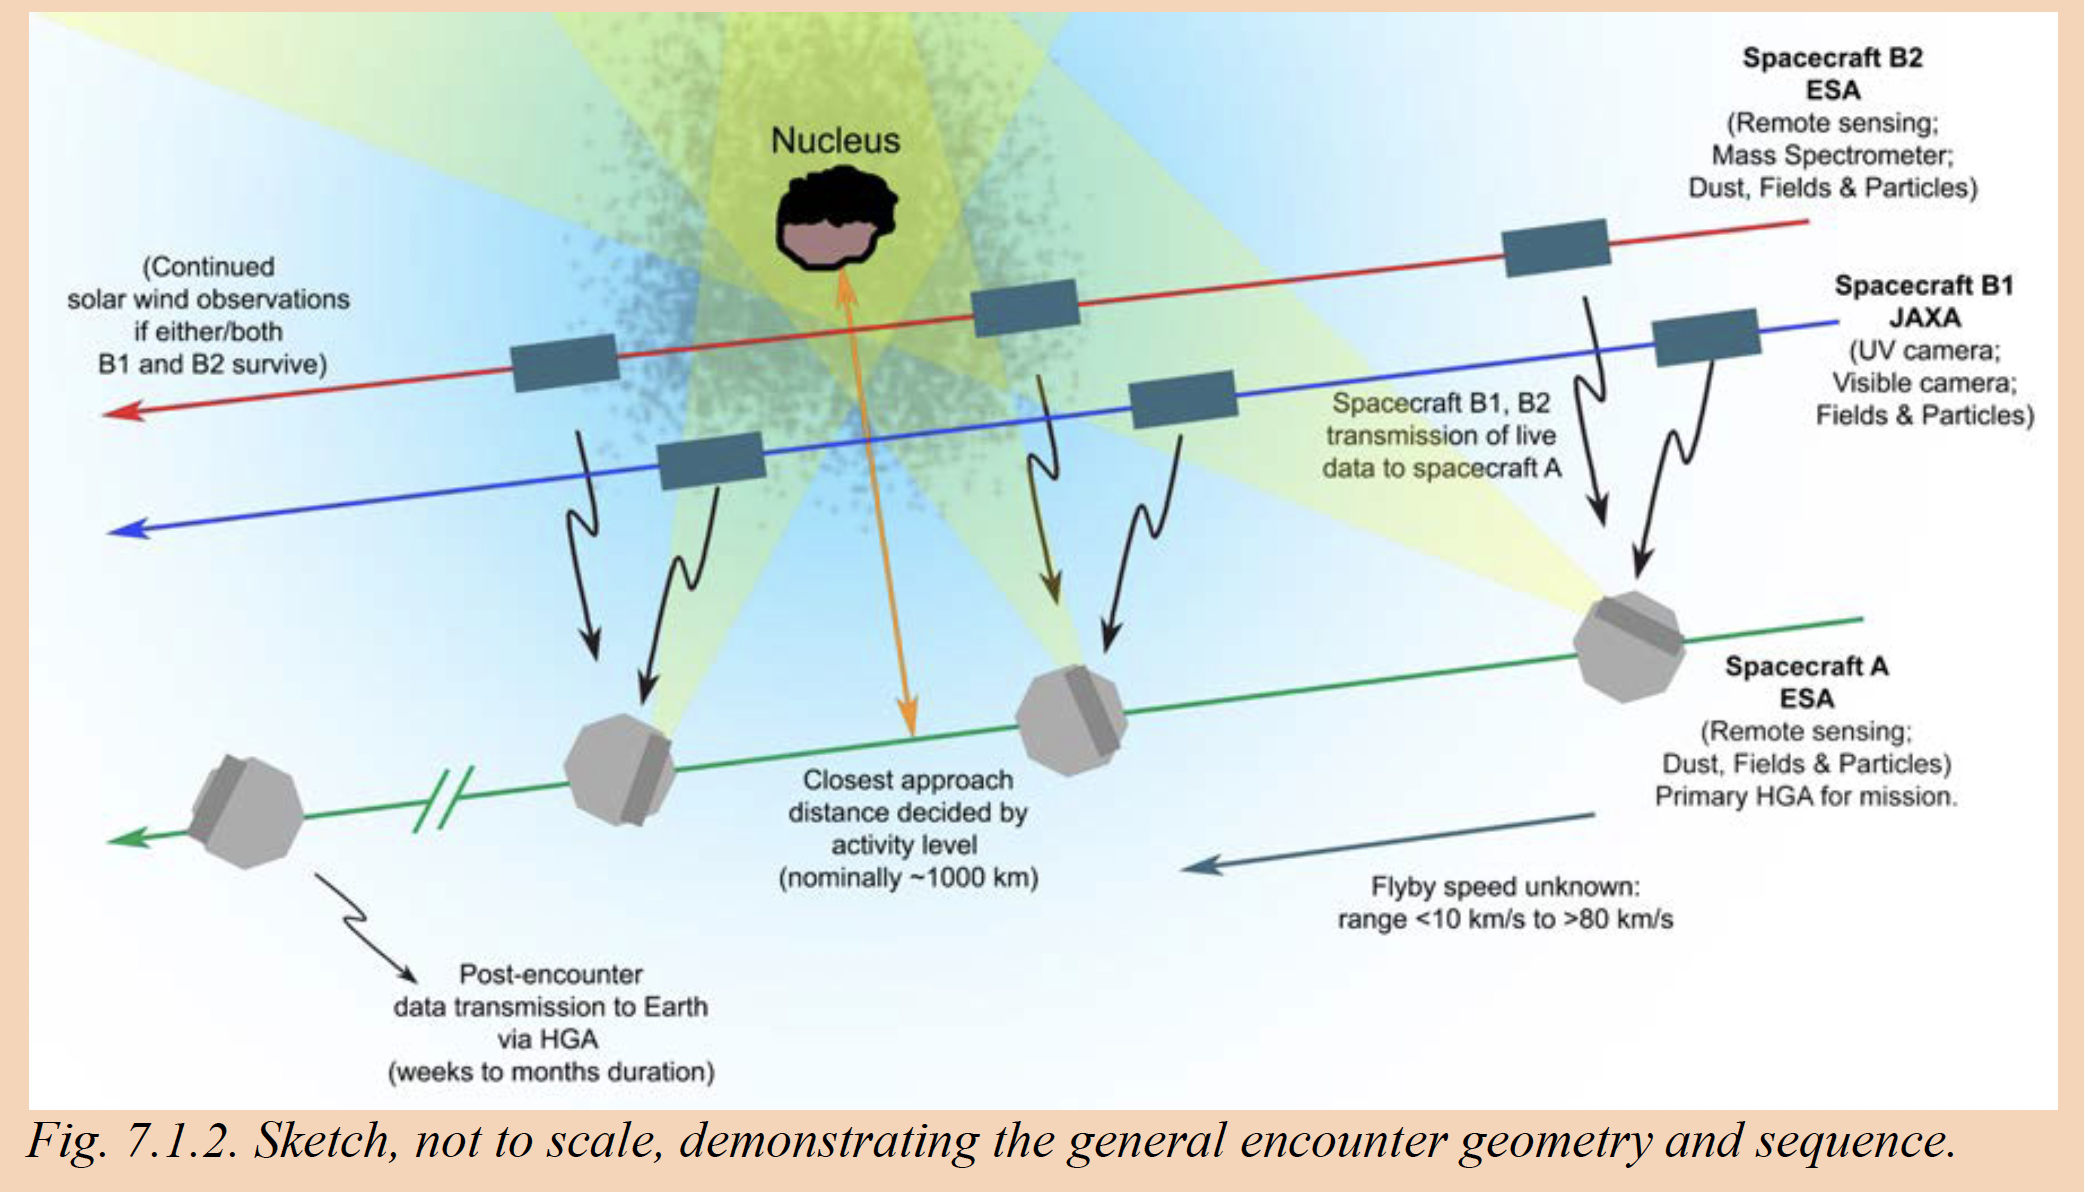 Spacecraft B2
ESA
(Remote sensing;
Mass Spectrometer;
Dust, Fields & Particles)
Nucleus
(Continued
solar wind observations
if either/both
B1 and B2 survive)
Spacecraft B1
JAXA
(UV camera;
Visible camera;
Fields & Particles)
Spacecraft B1, B2
transmission of live
data to spacecraft A
Spacecraft A
ESA
(Remote sensing;
Dust, Fields & Particles)
Primary HGA for mission.
Closest approach
distance decided by
activity level
(nominally ~1000 km)
Flyby speed unknown:
range <10 km/s to >80 km/s
Post-encounter
data transmission to Earth
via HGA
(weeks to months duration)
Fig. 7.1.2. Sketch, not to scale, demonstrating the general encounter geometry and sequence.